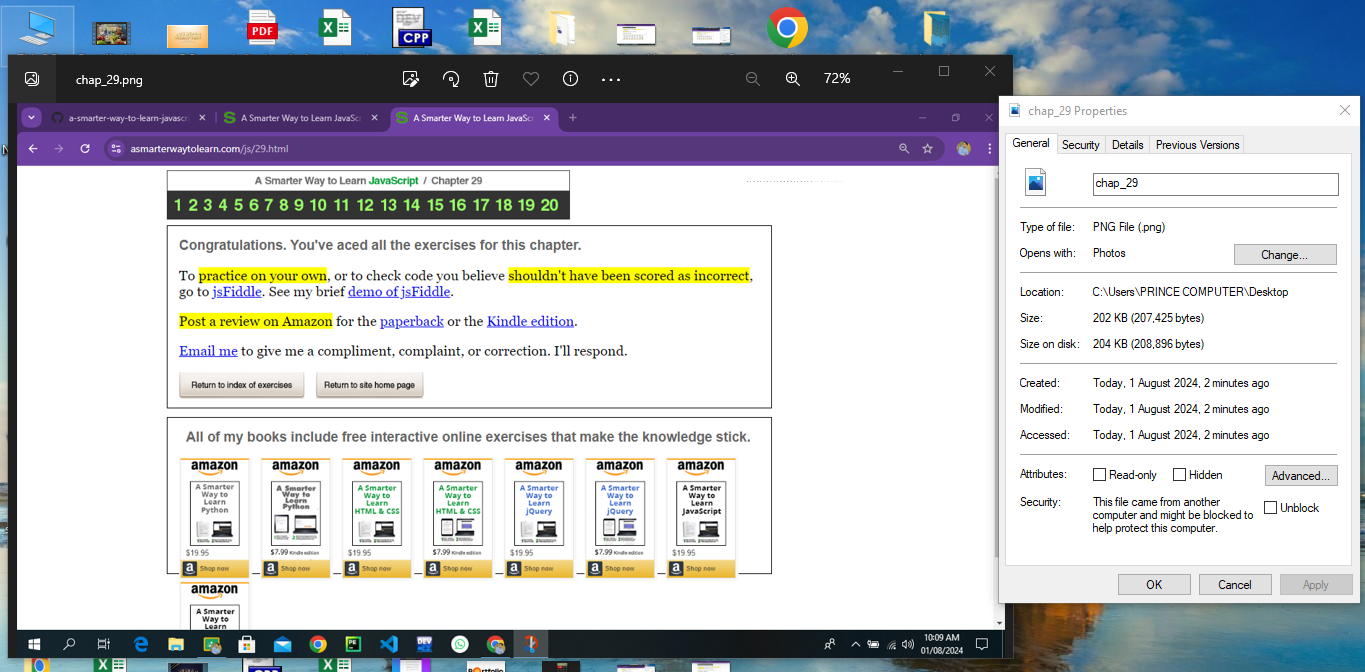 PDF
DEV
CPP
chap_29.png
72%
a-smarter-way-to-learn-javascri
A Smarter Way to Learn JavaSc
A Smarter Way to Learn JavaSc
asmarterwaytolearn.com/js/29.html
A Smarter Way to Learn JavaScript / Chapter 29
1 2 3 4 5 6 7 8 9 10 11 12 13 14 15 16 17 18 19 20
Congratulations. You've aced all the exercises for this chapter.
To practice on your own, or to check code you believe shouldn't have been scored as incorrect,
go to jsFiddle. See my brief demo of jsFiddle.
Post a review on Amazon for the paperback or the Kindle edition.
Email me to give me a compliment, complaint, or correction. I'll respond.
Return to index of exercises Return to site home page
All of my books include free interactive online exercises that make the knowledge stick.
amazon amazon amazon amazon amazon amazon amazon
A Smarter A Smarter A Smarter A Smarter A Smarter A Smarter A Smarter
Way to Way to Way to Way to Way to Way to Way to
Learn Learn Learn Learn Learn Learn Learn
Python Python HTML & CSS HTML & CSS jQuery jQuery JavaScript
$19.95 $7.99 Kindle edition $19.95 $7.99 Kindle edition $19.95 $7.99 Kindle edition $19.95
Shop now Shop now Shop now Shop now Shop now Shop now Shop now
amazon
A Smarter
Way to
Learn
10:09 AM
01/08/2024
chap_29 Properties
General Security Details Previous Versions
chap_29
Type of file: PNG File (.png)
Opens with: Photos Change...
Location: C:\Users\PRINCE COMPUTER\Desktop
Size: 202 KB (207,425 bytes)
Size on disk: 204 KB (208,896 bytes)
Created: Today, 1 August 2024, 2 minutes ago
Modified: Today, 1 August 2024, 2 minutes ago
Accessed: Today, 1 August 2024, 2 minutes ago
Attributes: Read-only Hidden Advanced...
Security: This file came from another
computer and might be blocked to
help protect this computer.
Unblock
OK Cancel Apply